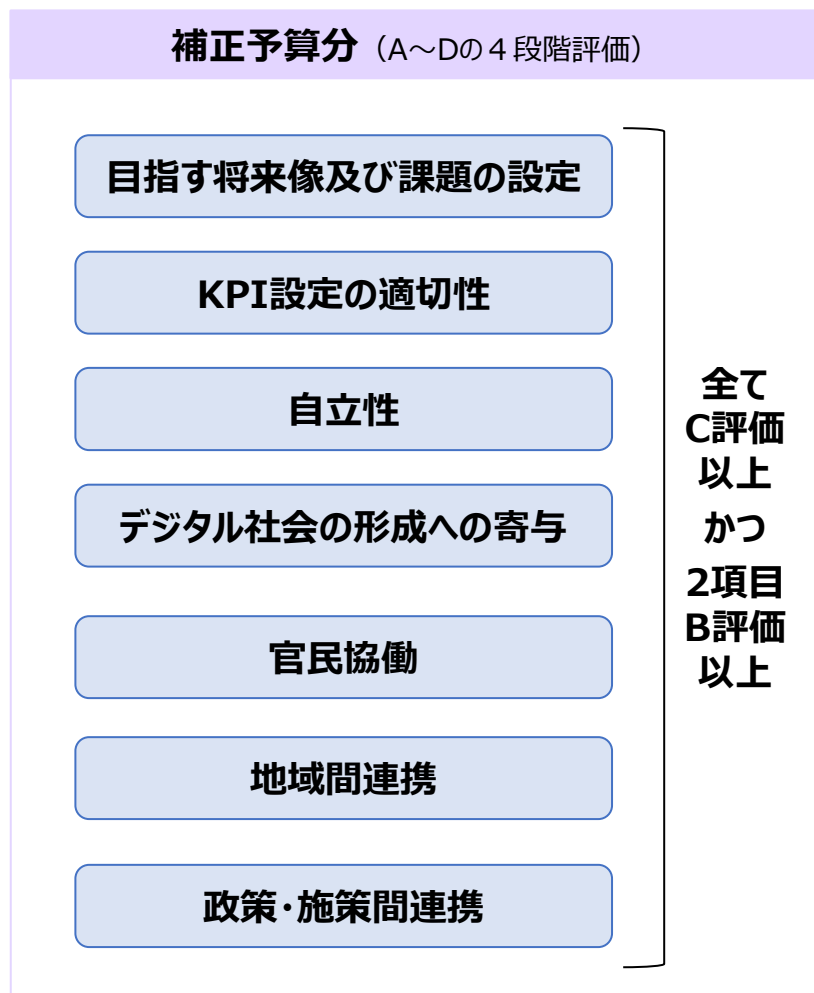 補正予算分（A～Dの４段階評価）
目指す将来像及び課題の設定
KPI設定の適切性
自立性
デジタル社会の形成への寄与
官民協働
地域間連携
政策・施策間連携
全て
C評価
以上
かつ
2項目
B評価
以上